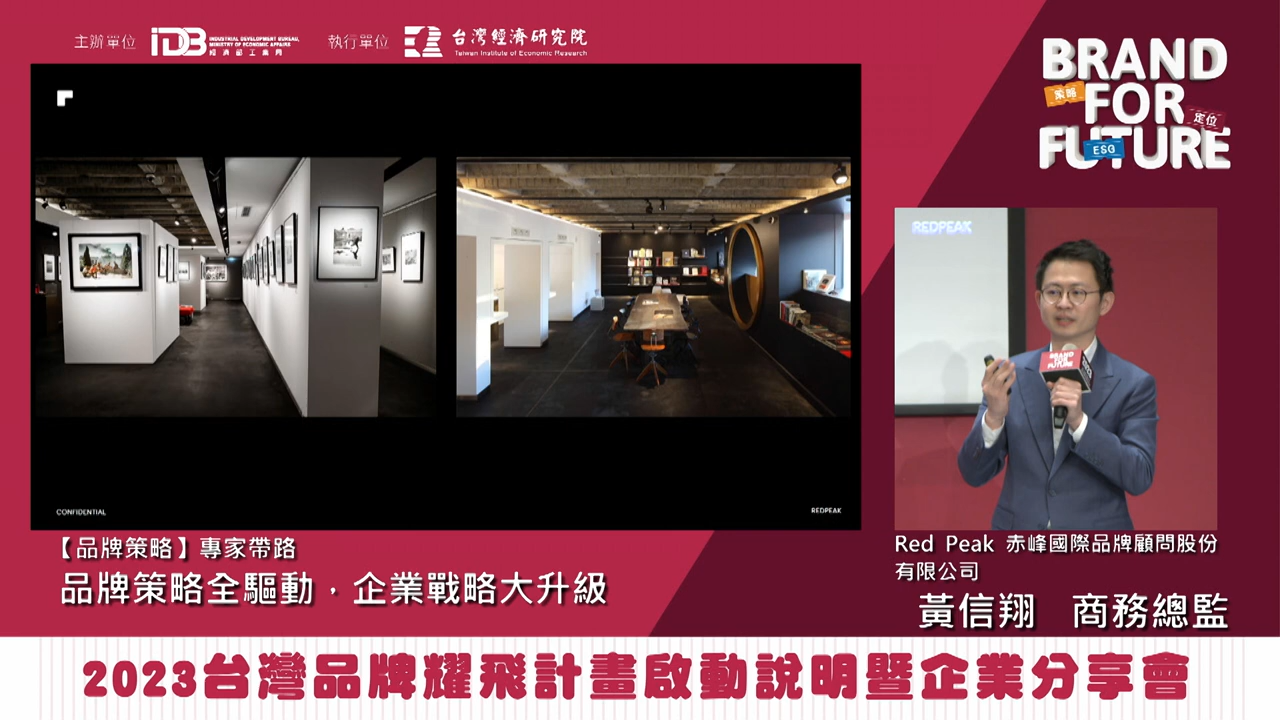 主辦單位
iDB
INDUSTRIAL DEVELOPMENT BUREAU,
MINISTRY OF ECONOMIC AFFAIRS
經濟部工業局
執行單位
台灣經濟研究院
Taiwan Institute of Economic Research
BRAND
FOR
FUTURE
策略
定位
ESG
REDPEAK
BRAND
FOR
FUTURE
CONFIDENTIAL
REDPEAK
【品牌策略】專家帶路
品牌策略全驅動，企業戰略大升級
Red Peak 赤峰國際品牌顧問股份
有限公司
黃信翔 商務總監
2023台灣品牌耀飛計畫啟動說明暨企業分享會